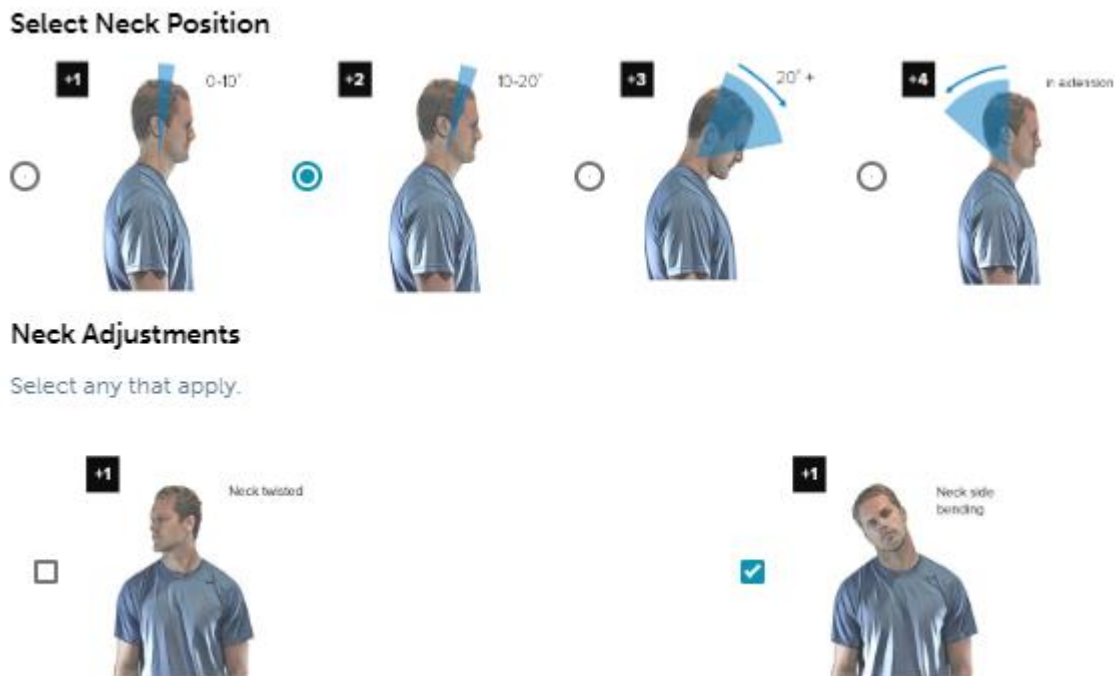 Select Neck Position
+1 0-10°
+2 10-20°
+3 20° +
+4 in extension
Neck Adjustments
Select any that apply.
+1 Neck twisted
+1 Neck side
bending